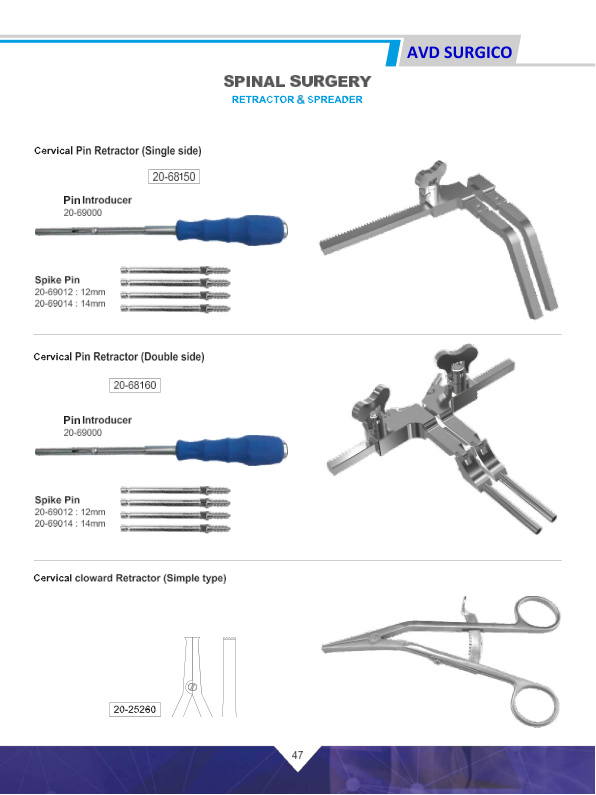 AVD SURGICO
SPINAL SURGERY
RETRACTOR & SPREADER
Cervical Pin Retractor (Single side)
20-68150
Pin Introducer
20-69000
Spike Pin
20-69012 : 12mm
20-69014 : 14mm
Cervical Pin Retractor (Double side)
20-68160
Pin Introducer
20-69000
Spike Pin
20-69012 : 12mm
20-69014 : 14mm
Cervical cloward Retractor (Simple type)
20-25260
47